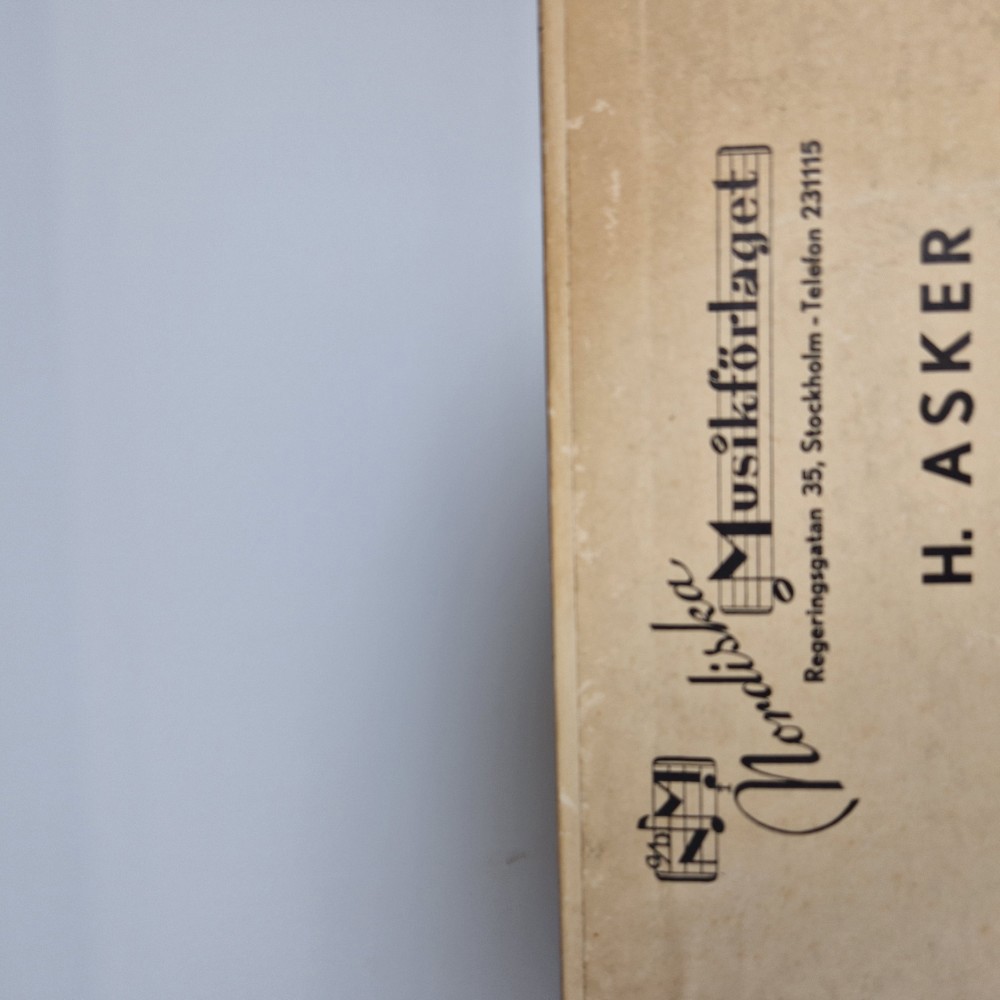 NM
Nordiska Musikförlaget
Regeringsgatan 35, Stockholm - Telefon 231115
H. ASKER